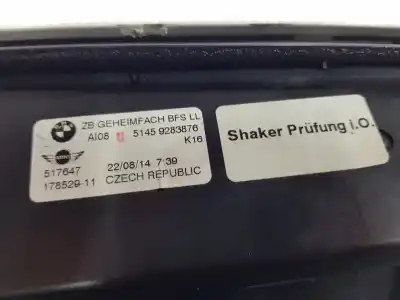 ZB GEHEIMFACH BFS LL
AI08 5145 9283876
K16
517647 22/08/14 7:39
178529-11 CZECH REPUBLIC
Shaker Prüfung i.O.